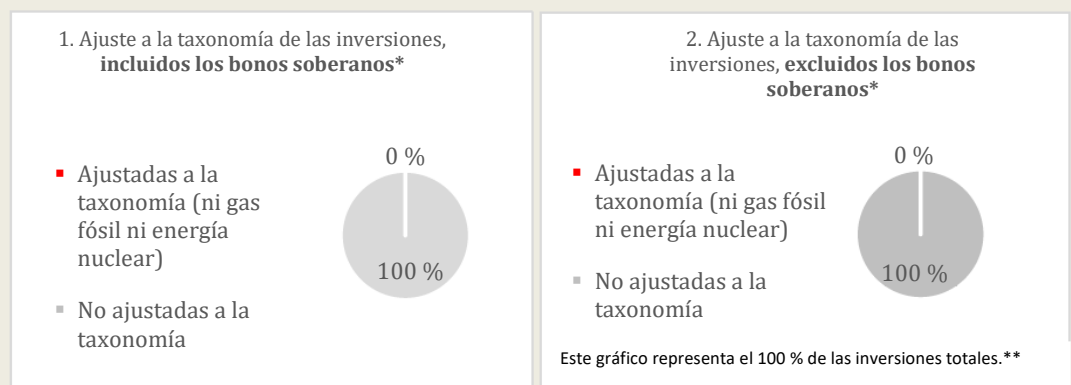 1. Ajuste a la taxonomía de las inversiones,
incluidos los bonos soberanos*
Ajustadas a la
taxonomía (ni gas
fósil ni energía
nuclear)
No ajustadas a la
taxonomía
0 %
100 %
2. Ajuste a la taxonomía de las
inversiones, excluidos los bonos
soberanos*
Ajustadas a la
taxonomía (ni gas fósil
ni energía nuclear)
No ajustadas a la
taxonomía
0 %
100 %
Este gráfico representa el 100 % de las inversiones totales.**